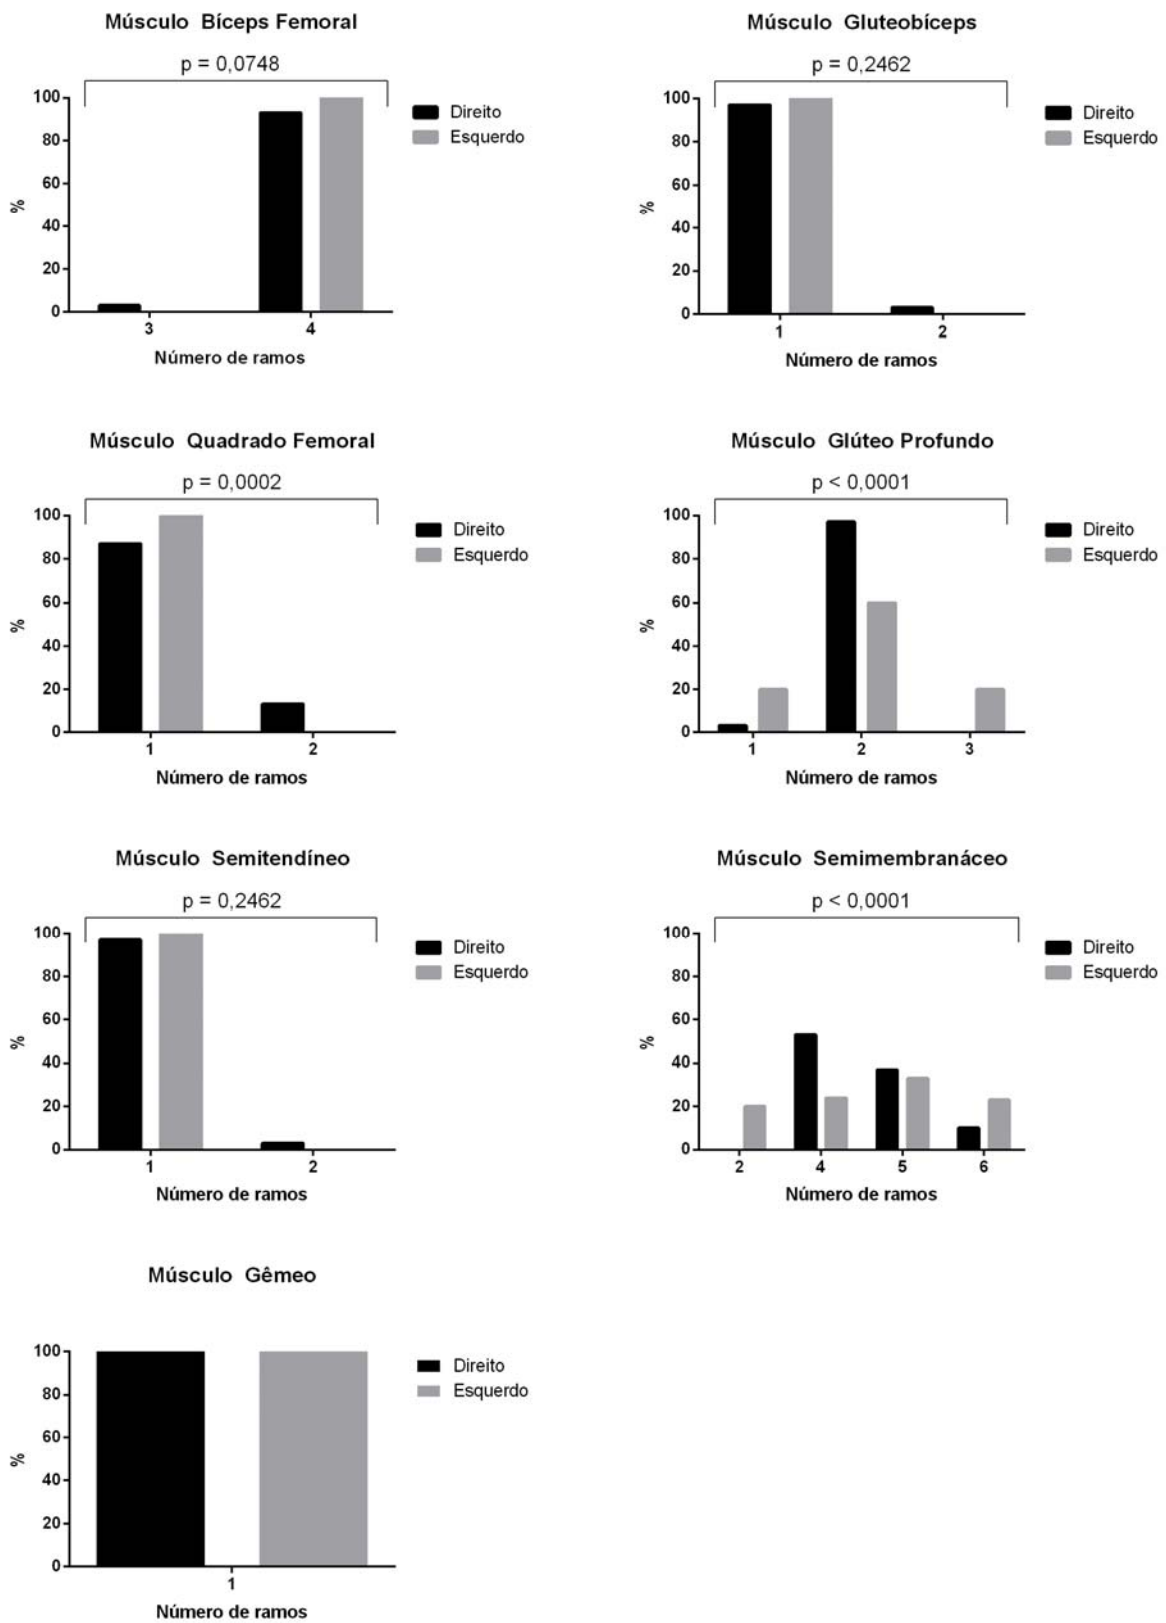 Músculo Bíceps Femoral
p = 0,0748
100
80
60
40
20
0
%
3 4
Número de ramos
Direito
Esquerdo
Músculo Gluteobíceps
p = 0,2462
100
80
60
40
20
0
%
1 2
Número de ramos
Direito
Esquerdo
Músculo Quadrado Femoral
p = 0,0002
100
80
60
40
20
0
%
1 2
Número de ramos
Direito
Esquerdo
Músculo Glúteo Profundo
p < 0,0001
100
80
60
40
20
0
%
1 2 3
Número de ramos
Direito
Esquerdo
Músculo Semitendíneo
p = 0,2462
100
80
60
40
20
0
%
1 2
Número de ramos
Direito
Esquerdo
Músculo Semimembranáceo
p < 0,0001
100
80
60
40
20
0
%
2 4 5 6
Número de ramos
Direito
Esquerdo
Músculo Gêmeo
100
80
60
40
20
0
%
1
Número de ramos
Direito
Esquerdo